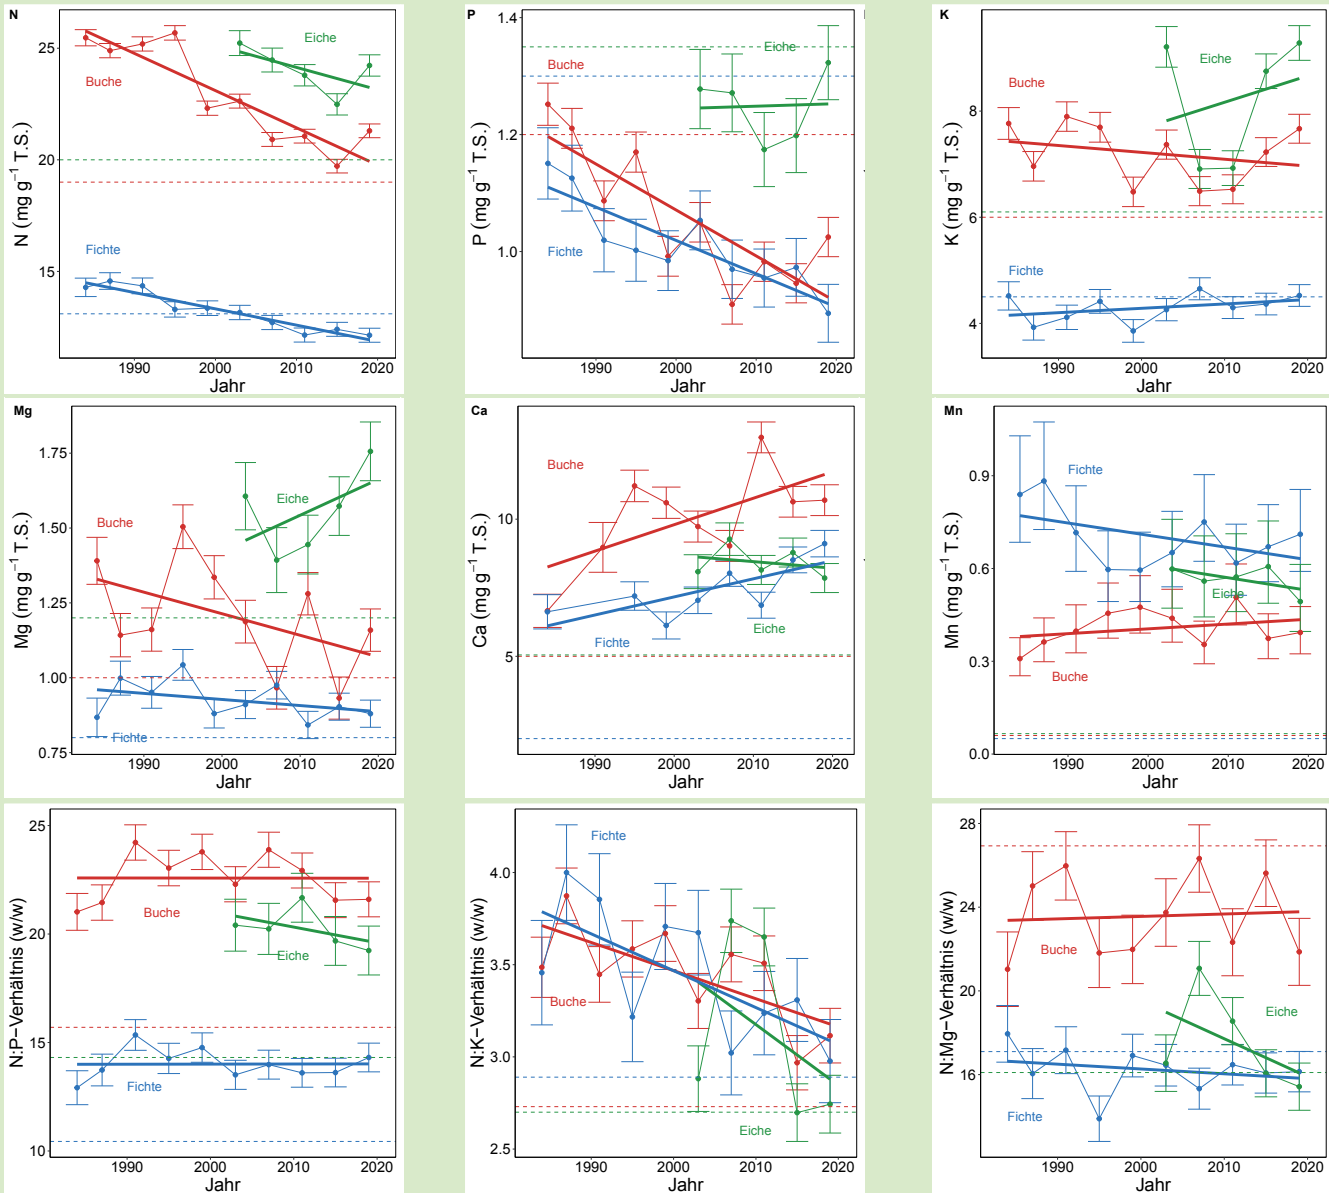 N
25
20
15
Eiche
Buche
Fichte
N (mg g⁻¹ T.S.)
1990 2000 2010 2020
Jahr
P
1.4
1.2
1.0
Eiche
Buche
Fichte
P (mg g⁻¹ T.S.)
1990 2000 2010 2020
Jahr
K
8
6
4
Eiche
Buche
Fichte
K (mg g⁻¹ T.S.)
1990 2000 2010 2020
Jahr
Mg
1.75
1.50
1.25
1.00
0.75
Buche
Eiche
Fichte
Mg (mg g⁻¹ T.S.)
1990 2000 2010 2020
Jahr
Ca
10
5
Buche
Fichte
Eiche
Ca (mg g⁻¹ T.S.)
1990 2000 2010 2020
Jahr
Mn
0.9
0.6
0.3
0.0
Fichte
Eiche
Buche
Mn (mg g⁻¹ T.S.)
1990 2000 2010 2020
Jahr
25
20
15
10
Buche
Eiche
Fichte
N:P−Verhältnis (w/w)
1990 2000 2010 2020
Jahr
4.0
3.5
3.0
2.5
Fichte
Buche
Eiche
N:K−Verhältnis (w/w)
1990 2000 2010 2020
Jahr
28
24
20
16
Buche
Eiche
Fichte
N:Mg−Verhältnis (w/w)
1990 2000 2010 2020
Jahr